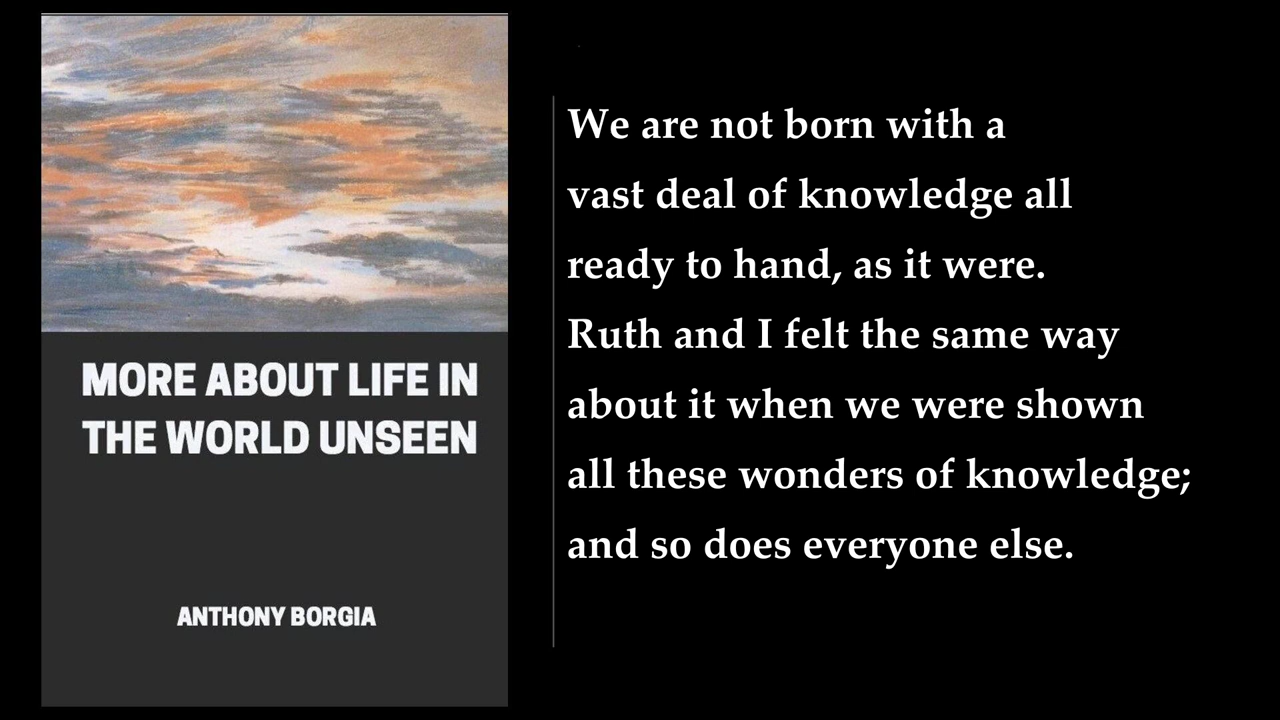 MORE ABOUT LIFE IN
THE WORLD UNSEEN
ANTHONY BORGIA
We are not born with a
vast deal of knowledge all
ready to hand, as it were.
Ruth and I felt the same way
about it when we were shown
all these wonders of knowledge;
and so does everyone else.